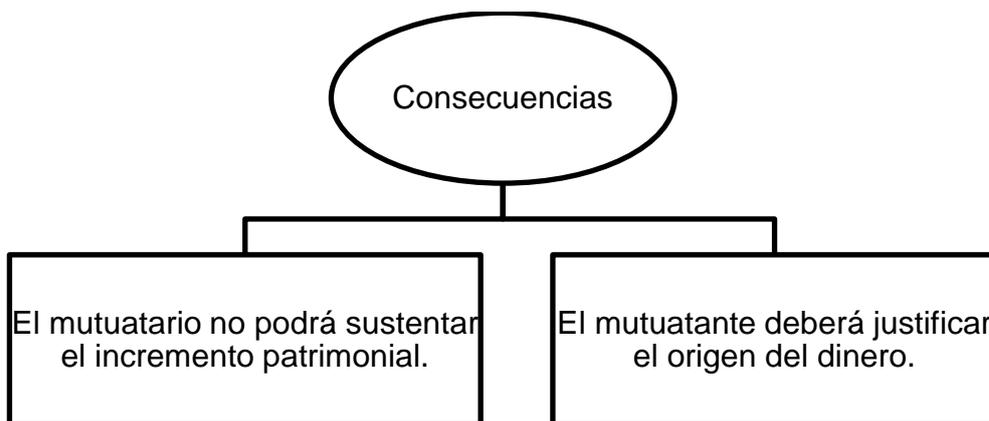 Consecuencias
El mutuatario no podrá sustentar
el incremento patrimonial.
El mutuatante deberá justificar
el origen del dinero.